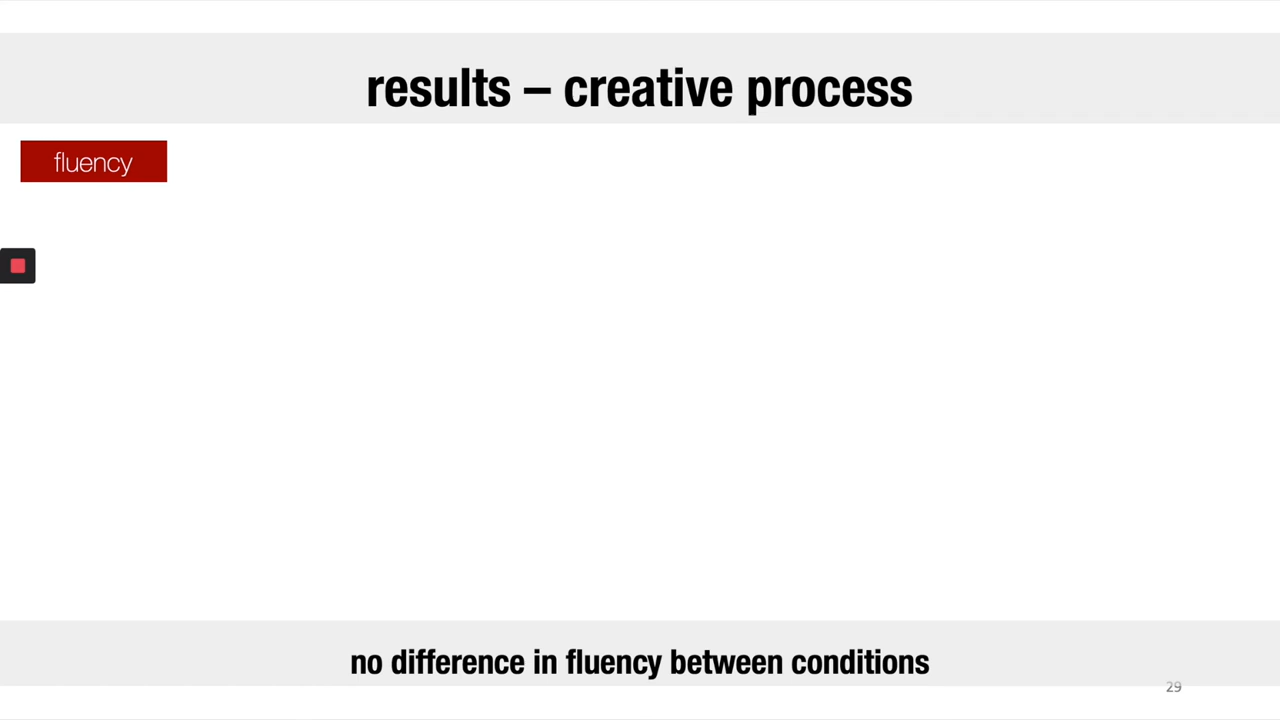 results – creative process
fluency
no difference in fluency between conditions
29